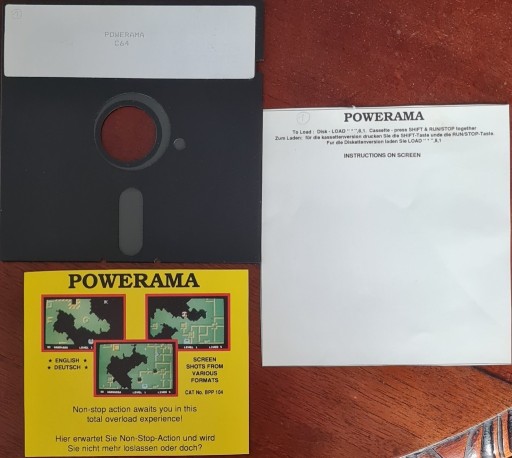 POWERAMA
C64
POWERAMA
To Load : Disk - LOAD " * ",8,1. Cassette - press SHIFT & RUN/STOP together
Zum Laden: für die kassettenversion drucken Sie die SHIFT-Taste unde die RUN/STOP-Taste.
Fur die Diskettenversion laden Sie LOAD " * ",8,1
INSTRUCTIONS ON SCREEN
POWERAMA
★ ENGLISH ★
★ DEUTSCH ★
SCREEN
SHOTS FROM
VARIOUS
FORMATS
CAT No. BPP 104
Non-stop action awaits you in this
total overload experience!
Hier erwartet Sie Non-Stop-Action und wird
Sie nicht mehr loslassen oder doch?